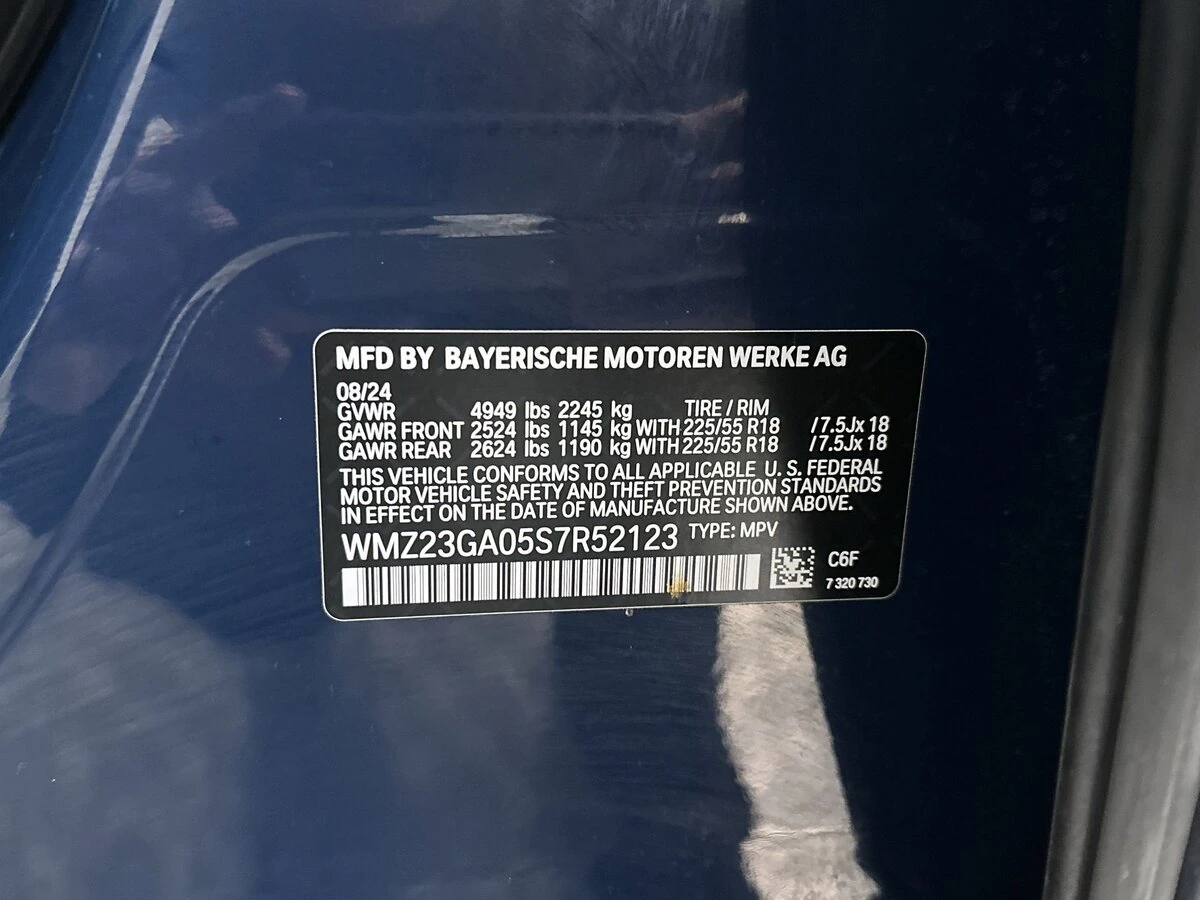 MFD BY BAYERISCHE MOTOREN WERKE AG
08/24
GVWR 4949 lbs 2245 kg TIRE / RIM
GAWR FRONT 2524 lbs 1145 kg WITH 225/55 R18 /7.5Jx 18
GAWR REAR 2624 lbs 1190 kg WITH 225/55 R18 /7.5Jx 18
THIS VEHICLE CONFORMS TO ALL APPLICABLE U. S. FEDERAL
MOTOR VEHICLE SAFETY AND THEFT PREVENTION STANDARDS
IN EFFECT ON THE DATE OF MANUFACTURE SHOWN ABOVE.
WMZ23GA05S7R52123 TYPE: MPV
C6F
7 320 730